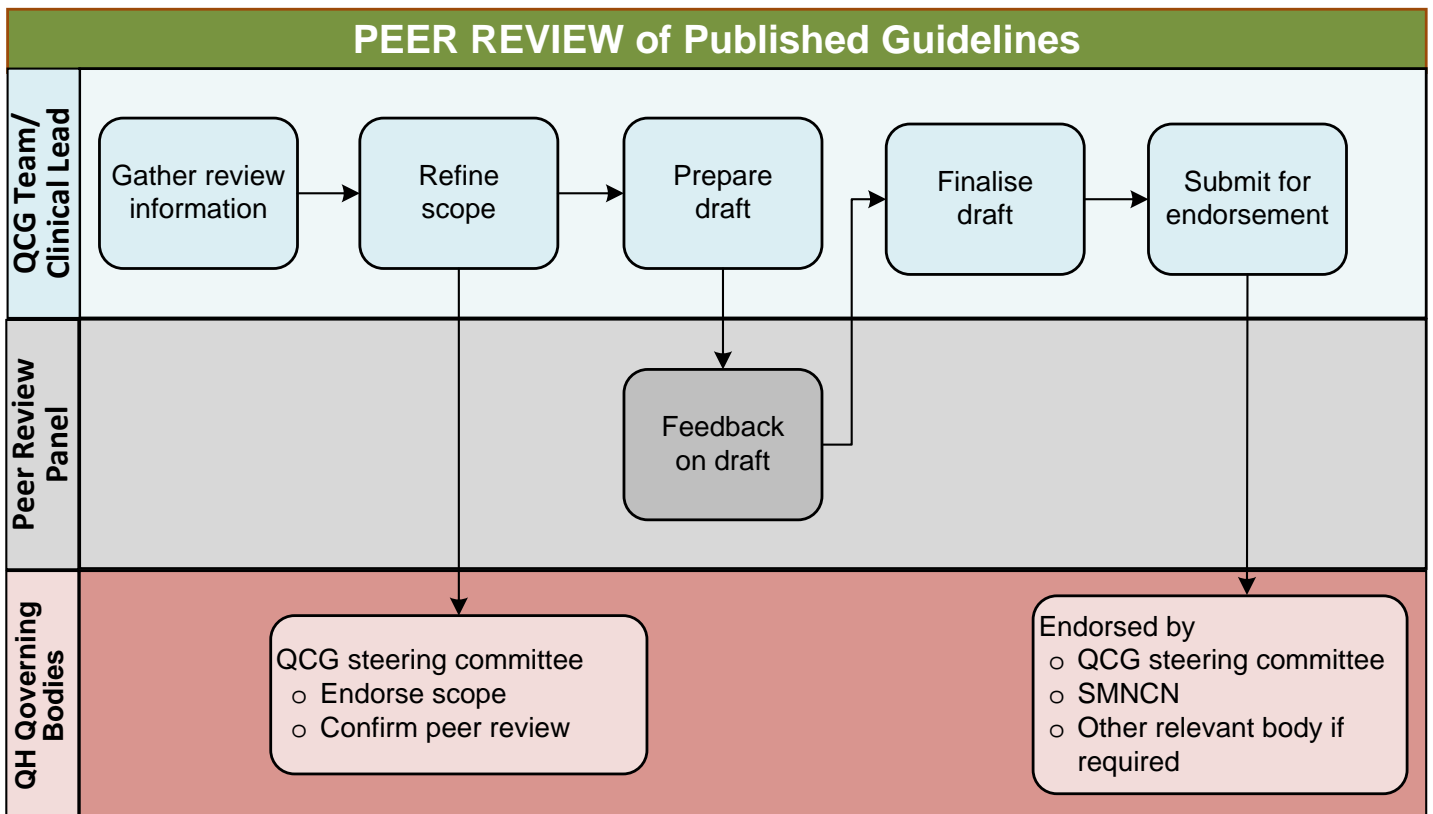 PEER REVIEW of Published Guidelines
QCG Team/
Clinical Lead
Gather review
information
Refine
scope
Prepare
draft
Finalise
draft
Submit for
endorsement
Peer Review
Panel
Feedback
on draft
QH Qoverning
Bodies
QCG steering committee
o Endorse scope
o Confirm peer review
Endorsed by
o QCG steering committee
o SMNCN
o Other relevant body if
required